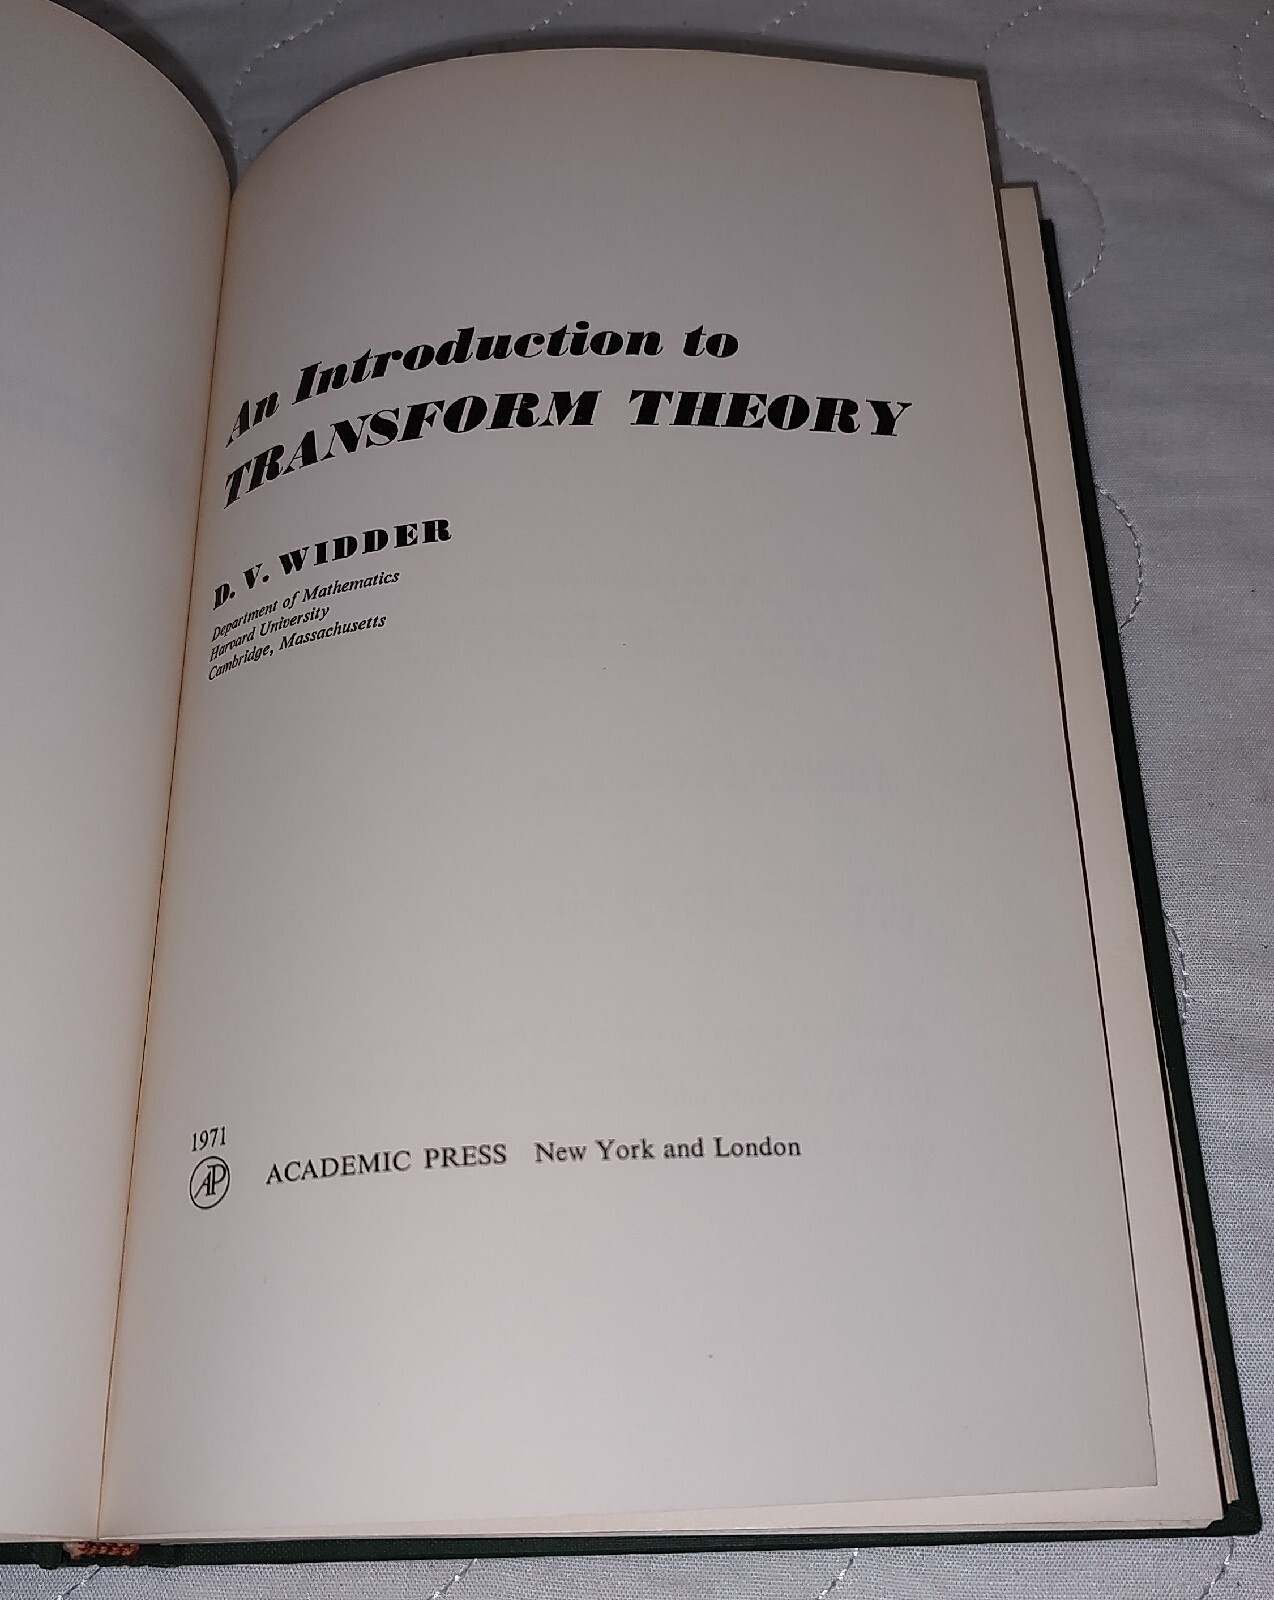 An Introduction to
TRANSFORM THEORY
D. V. WIDDER
Department of Mathematics
Harvard University
Cambridge, Massachusetts
1971
AP
ACADEMIC PRESS New York and London